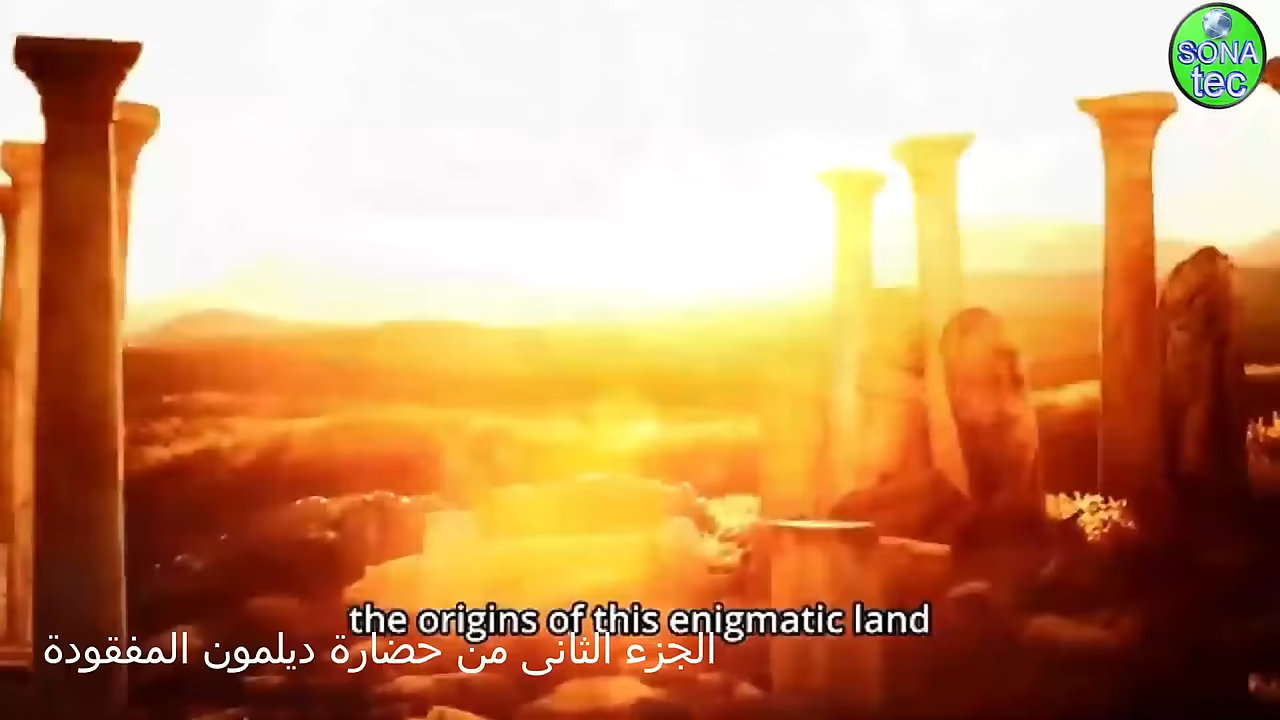 SONA
tec
the origins of this enigmatic land
الجزء الثانى من حضارة ديلمون المفقودة